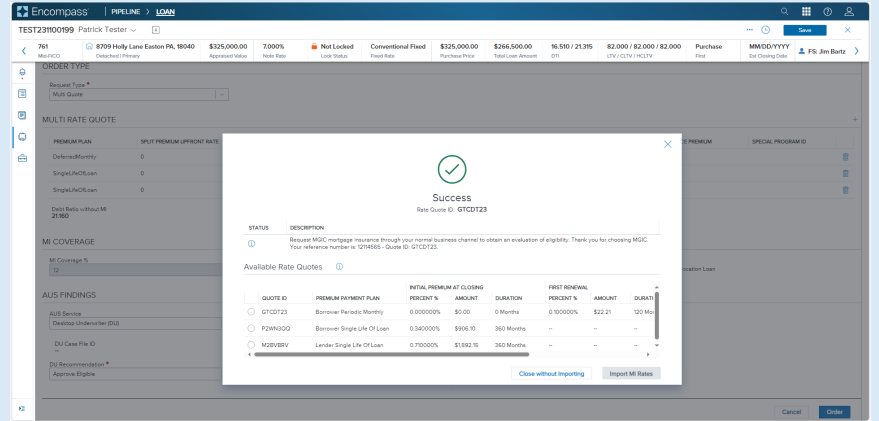 Encompass PIPELINE > LOAN
TEST231100199 Patrick Tester
Save
761 8709 Holly Lane Easton PA, 18040 $325,000.00 7.000% Not Locked Conventional Fixed $325,000.00 $266,500.00 16.510 / 21.315 82.000 / 82.000 / 82.000 Purchase MM/DD/YYYY FS: Jim Bartz
Mid-FICO Detached | Primary Appraised Value Note Rate Lock Status Fixed Rate Purchase Price Total Loan Amount DTI LTV / CLTV / HCLTV First Est Closing Date
ORDER TYPE
Request Type *
Multi Quote
MULTI RATE QUOTE
PREMIUM PLAN SPLIT PREMIUM UPFRONT RATE E PREMIUM SPECIAL PROGRAM ID
DeferredMonthly 0
SingleLifeOfLoan 0
SingleLifeOfLoan 0
Debt Ratio without MI
21.160
MI COVERAGE
MI Coverage %
12
ocation Loan
AUS FINDINGS
AUS Service
Desktop Underwriter (DU)
DU Case File ID
--
DU Recommendation *
Approve Eligible
Success
Rate Quote ID: GTCDT23
STATUS DESCRIPTION
Request MGIC mortgage insurance through your normal business channel to obtain an evaluation of eligibility. Thank you for choosing MGIC.
Your reference number is: 12114565 - Quote ID: GTCDT23.
Available Rate Quotes
INITIAL PREMIUM AT CLOSING FIRST RENEWAL
QUOTE ID PREMIUM PAYMENT PLAN PERCENT % AMOUNT DURATION PERCENT % AMOUNT DURATI
GTCDT23 Borrower Periodic Monthly 0.000000% $0.00 0 Months 0.100000% $22.21 120 Mo
P2WN3QQ Borrower Single Life Of Loan 0.340000% $906.10 360 Months -- -- --
M2BVBRV Lender Single Life Of Loan 0.710000% $1,892.15 360 Months -- -- --
Close without Importing Import MI Rates
Cancel Order